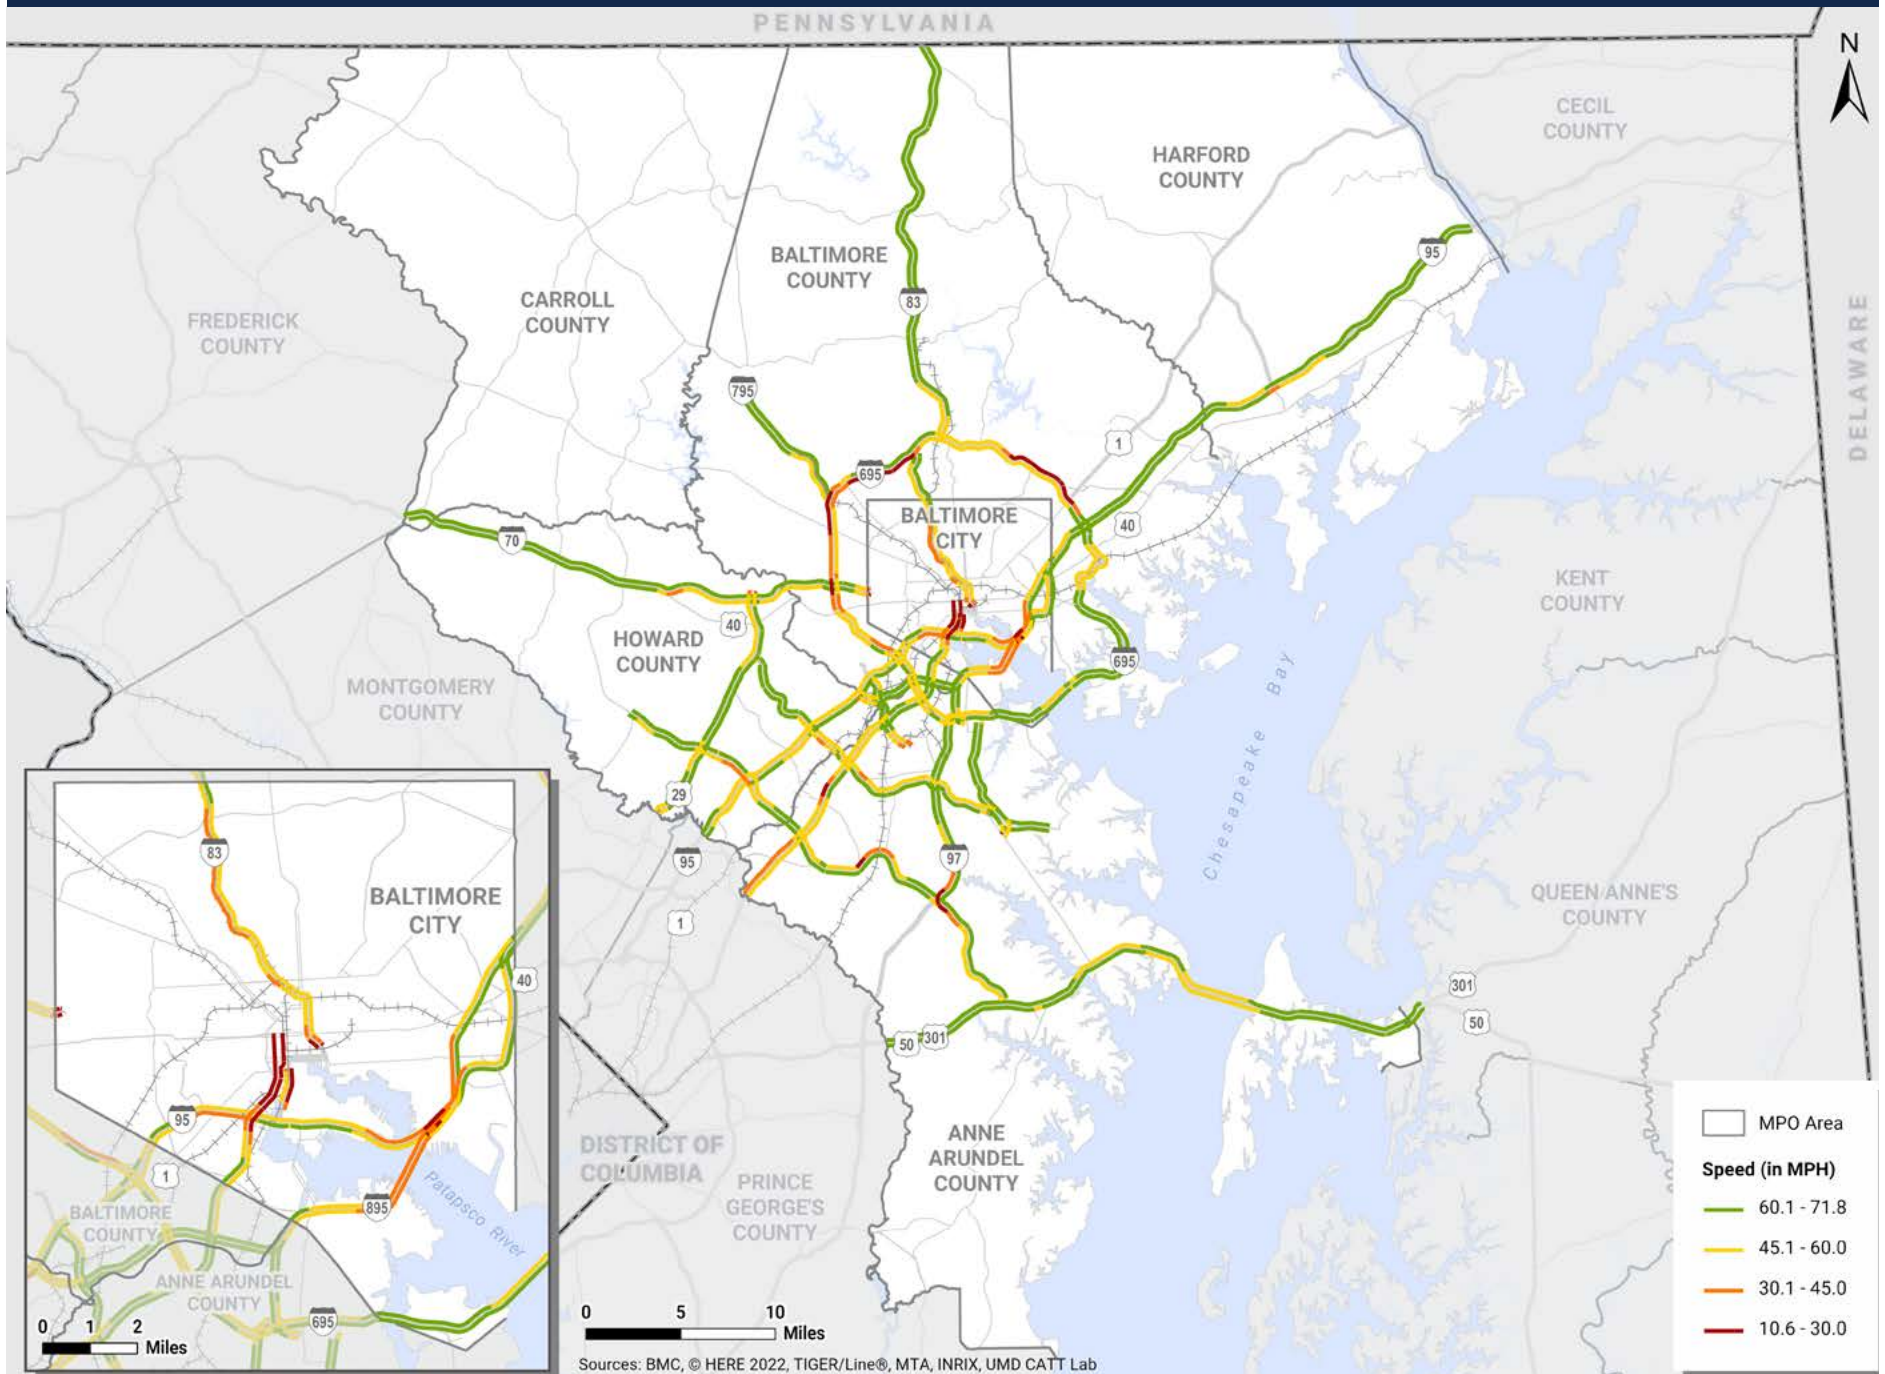 PENNSYLVANIA
N
CECIL
COUNTY
HARFORD
COUNTY
95
BALTIMORE
COUNTY
83
CARROLL
COUNTY
FREDERICK
COUNTY
DELAWARE
795
1
695
BALTIMORE
CITY
40
70
KENT
COUNTY
40
HOWARD
COUNTY
695
MONTGOMERY
COUNTY
Chesapeake Bay
29
95
97
1
QUEEN ANNE'S
COUNTY
301
50
50
301
DISTRICT OF
COLUMBIA
PRINCE
GEORGE'S
COUNTY
ANNE
ARUNDEL
COUNTY
83
BALTIMORE
CITY
40
95
1
895
Patapsco River
BALTIMORE
COUNTY
ANNE ARUNDEL
COUNTY
695
0 1 2
Miles
0 5 10
Miles
Sources: BMC, © HERE 2022, TIGER/Line®, MTA, INRIX, UMD CATT Lab
MPO Area
Speed (in MPH)
60.1 - 71.8
45.1 - 60.0
30.1 - 45.0
10.6 - 30.0